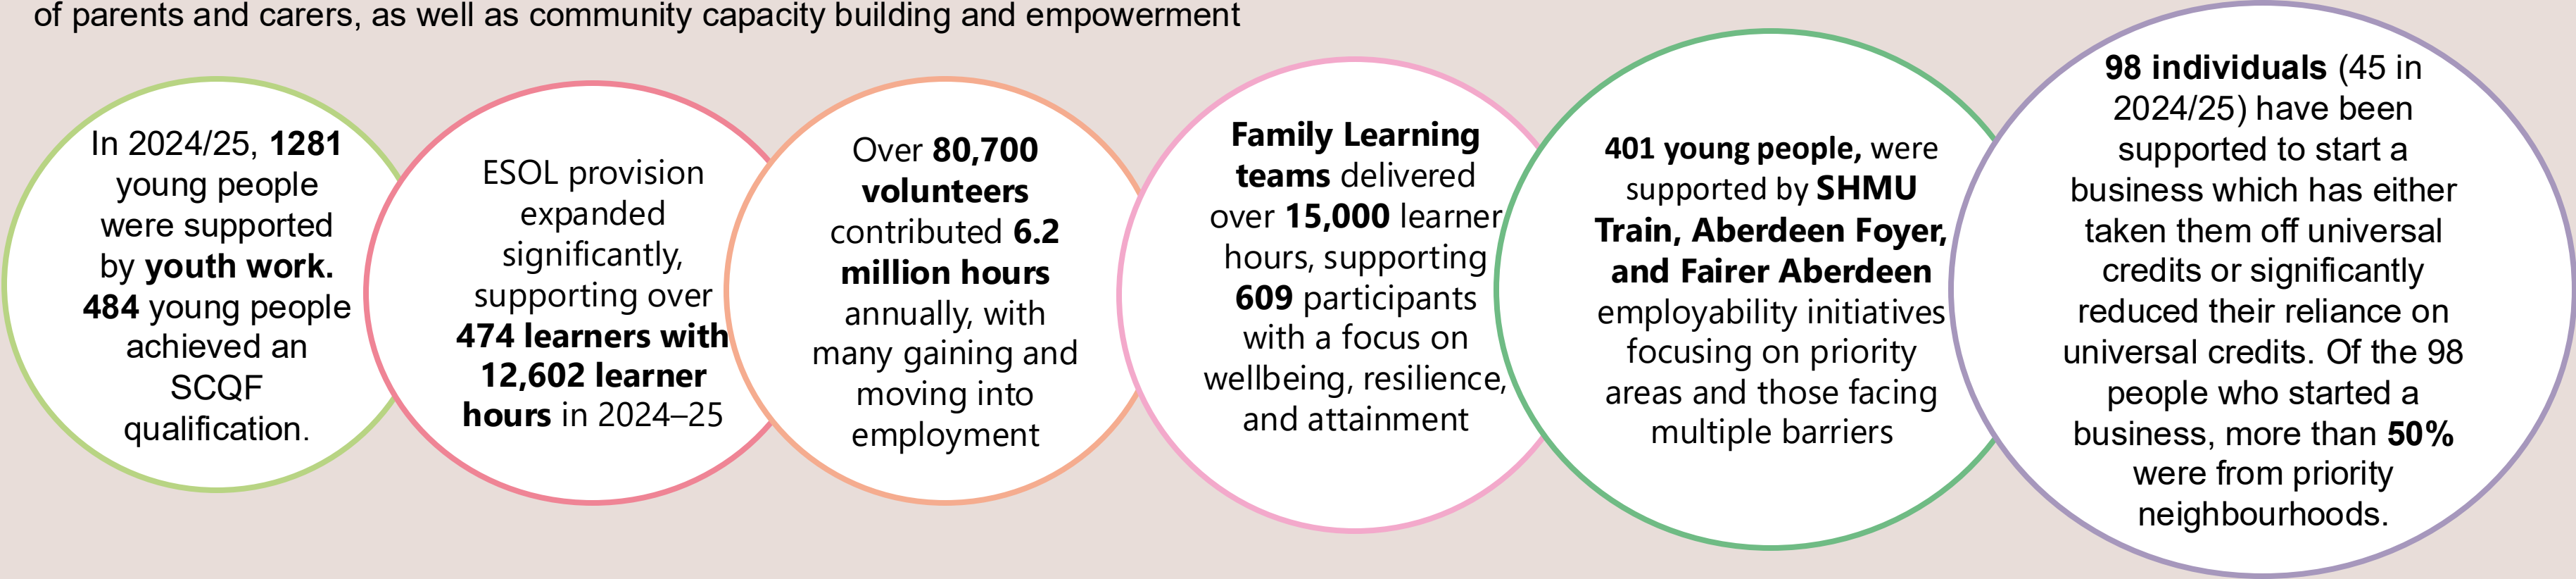 of parents and carers, as well as community capacity building and empowerment
In 2024/25, 1281
young people
were supported
by youth work.
484 young people
achieved an
SCQF
qualification.
ESOL provision
expanded
significantly,
supporting over
474 learners with
12,602 learner
hours in 2024–25
Over 80,700
volunteers
contributed 6.2
million hours
annually, with
many gaining and
moving into
employment
Family Learning
teams delivered
over 15,000 learner
hours, supporting
609 participants
with a focus on
wellbeing, resilience,
and attainment
401 young people, were
supported by SHMU
Train, Aberdeen Foyer,
and Fairer Aberdeen
employability initiatives
focusing on priority
areas and those facing
multiple barriers
98 individuals (45 in
2024/25) have been
supported to start a
business which has either
taken them off universal
credits or significantly
reduced their reliance on
universal credits. Of the 98
people who started a
business, more than 50%
were from priority
neighbourhoods.